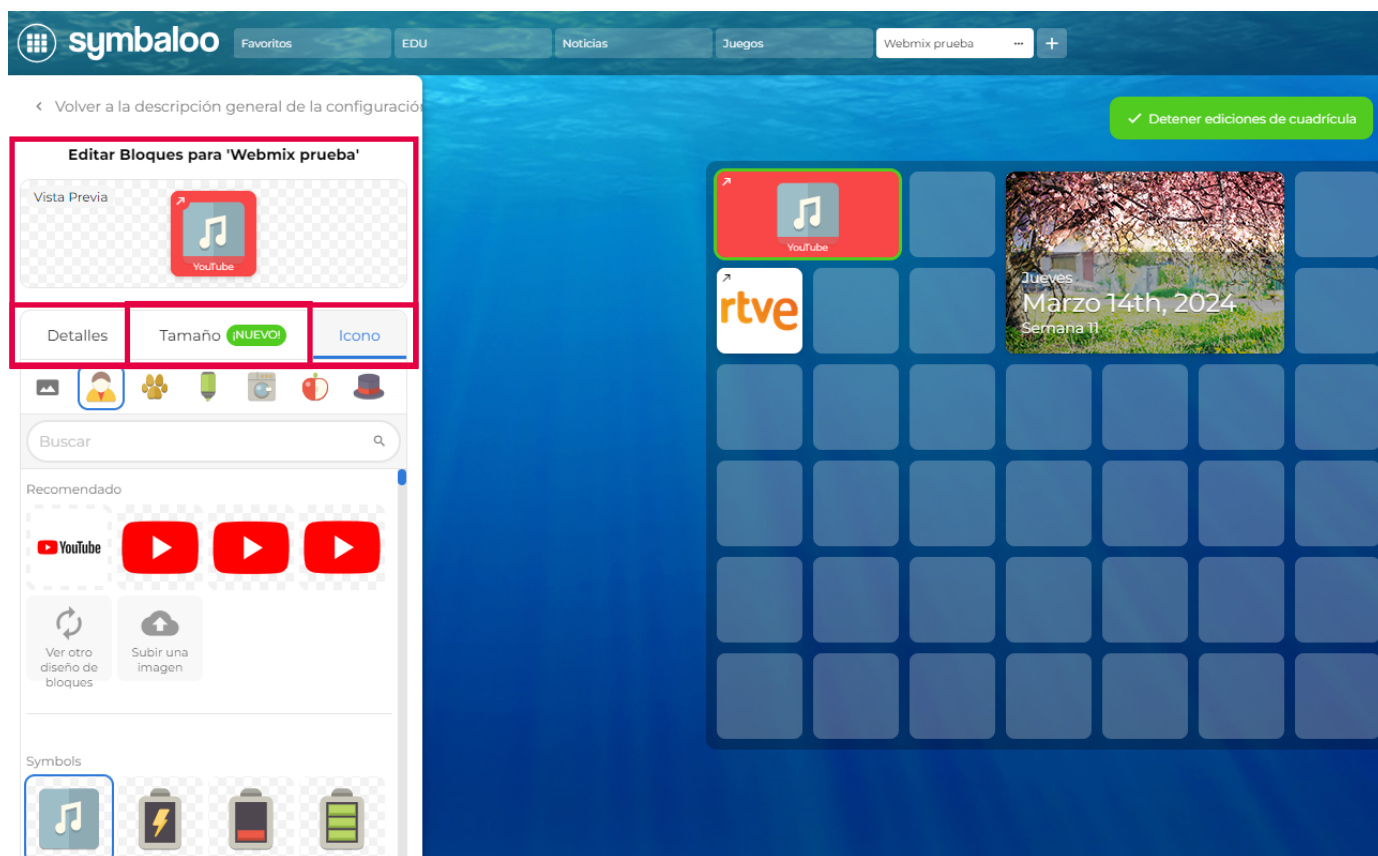 symbaloo
Favoritos
EDU
Noticias
Juegos
Webmix prueba
Volver a la descripción general de la configuració
Detener ediciones de cuadrícula
Editar Bloques para 'Webmix prueba'
Vista Previa
YouTube
Detalles
Tamaño ¡NUEVO!
Icono
Buscar
Recomendado
YouTube
Ver otro
diseño de
bloques
Subir una
imagen
Symbols
YouTube
rtve
Jueves
Marzo 14th, 2024
Semana 11